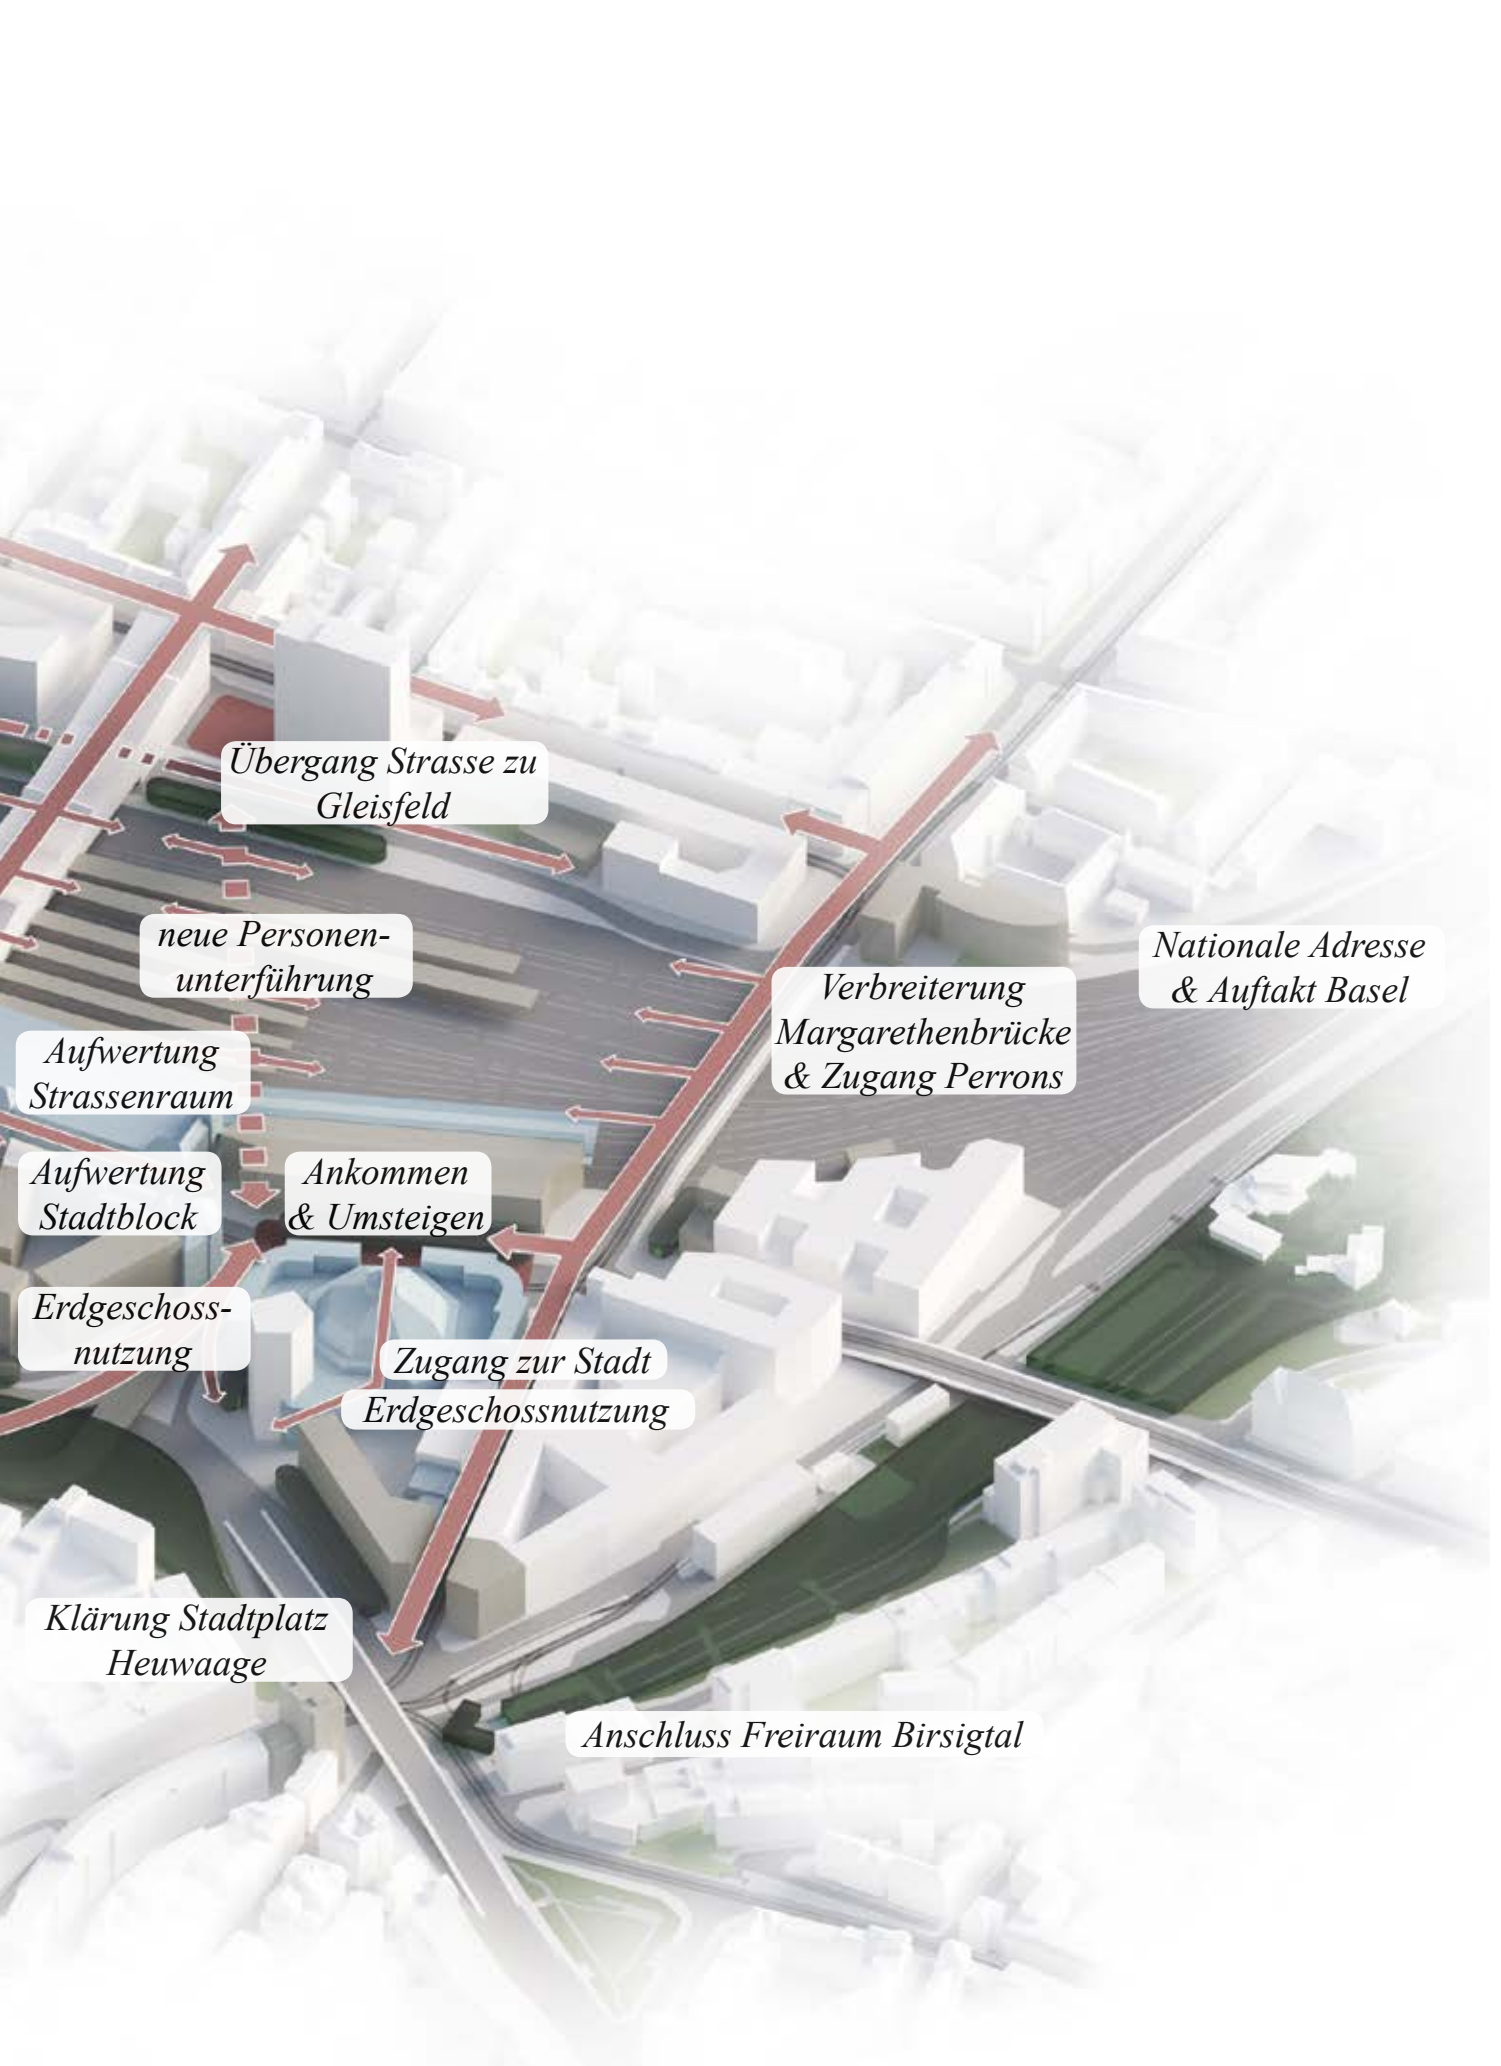 Übergang Strasse zu
Gleisfeld
neue Personen-
unterführung
Nationale Adresse
& Auftakt Basel
Verbreiterung
Margarethenbrücke
& Zugang Perrons
Aufwertung
Strassenraum
Aufwertung
Stadtblock
Ankommen
& Umsteigen
Erdgeschoss-
nutzung
Zugang zur Stadt
Erdgeschossnutzung
Klärung Stadtplatz
Heuwaage
Anschluss Freiraum Birsigtal